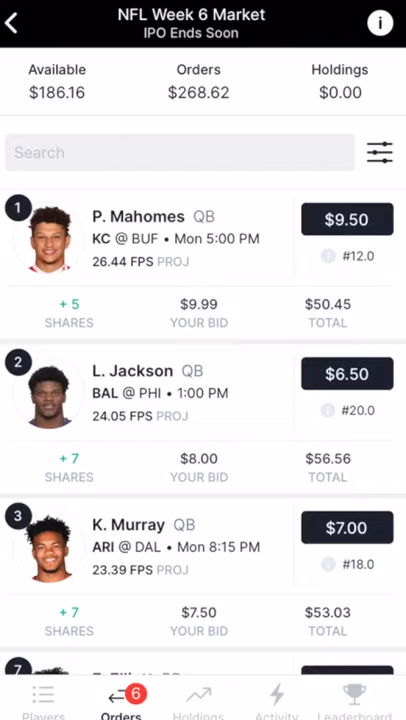 NFL Week 6 Market
IPO Ends Soon
i
Available Orders Holdings
$186.16 $268.62 $0.00
Search
1
P. Mahomes QB
$9.50
KC @ BUF • Mon 5:00 PM
26.44 FPS PROJ
i #12.0
+ 5 $9.99 $50.45
SHARES YOUR BID TOTAL
2
L. Jackson QB
$6.50
BAL @ PHI • 1:00 PM
24.05 FPS PROJ
i #20.0
+ 7 $8.00 $56.56
SHARES YOUR BID TOTAL
3
K. Murray QB
$7.00
ARI @ DAL • Mon 8:15 PM
23.39 FPS PROJ
i #18.0
+ 7 $7.50 $53.03
SHARES YOUR BID TOTAL
7
6
Players Orders Holdings Activity Leaderboard